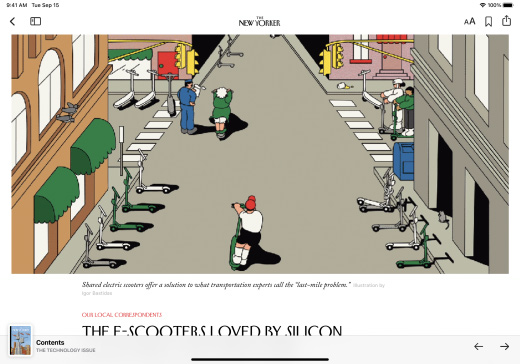 9:41 AM Tue Sep 15
100%
THE
NEW YORKER
AA
Shared electric scooters offer a solution to what transportation experts call the “last-mile problem.” Illustration by
Igor Bastidas
OUR LOCAL CORRESPONDENTS
THE E-SCOOTERS LOVED BY SILICON
Contents
THE TECHNOLOGY ISSUE